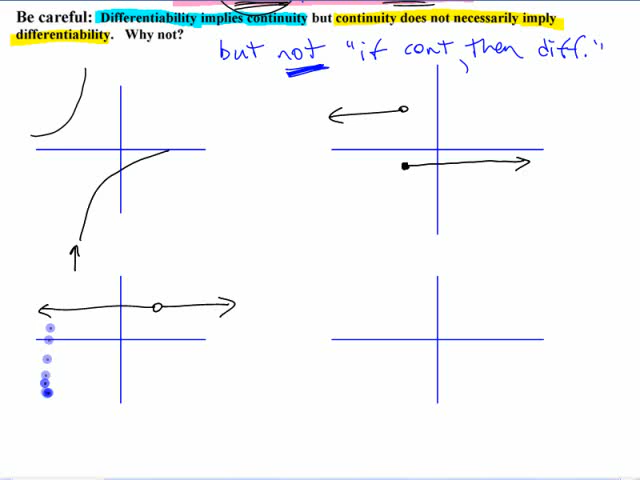 Be careful: Differentiability implies continuity but continuity does not necessarily imply
differentiability. Why not?
but not "if cont, then diff."